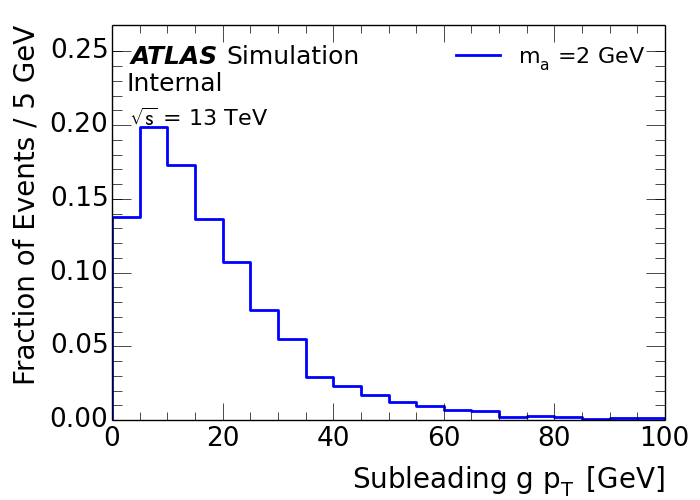 ATLAS Simulation
Internal
√s = 13 TeV
mₐ =2 GeV
Fraction of Events / 5 GeV
0.25
0.20
0.15
0.10
0.05
0.00
0 20 40 60 80 100
Subleading g p_T [GeV]